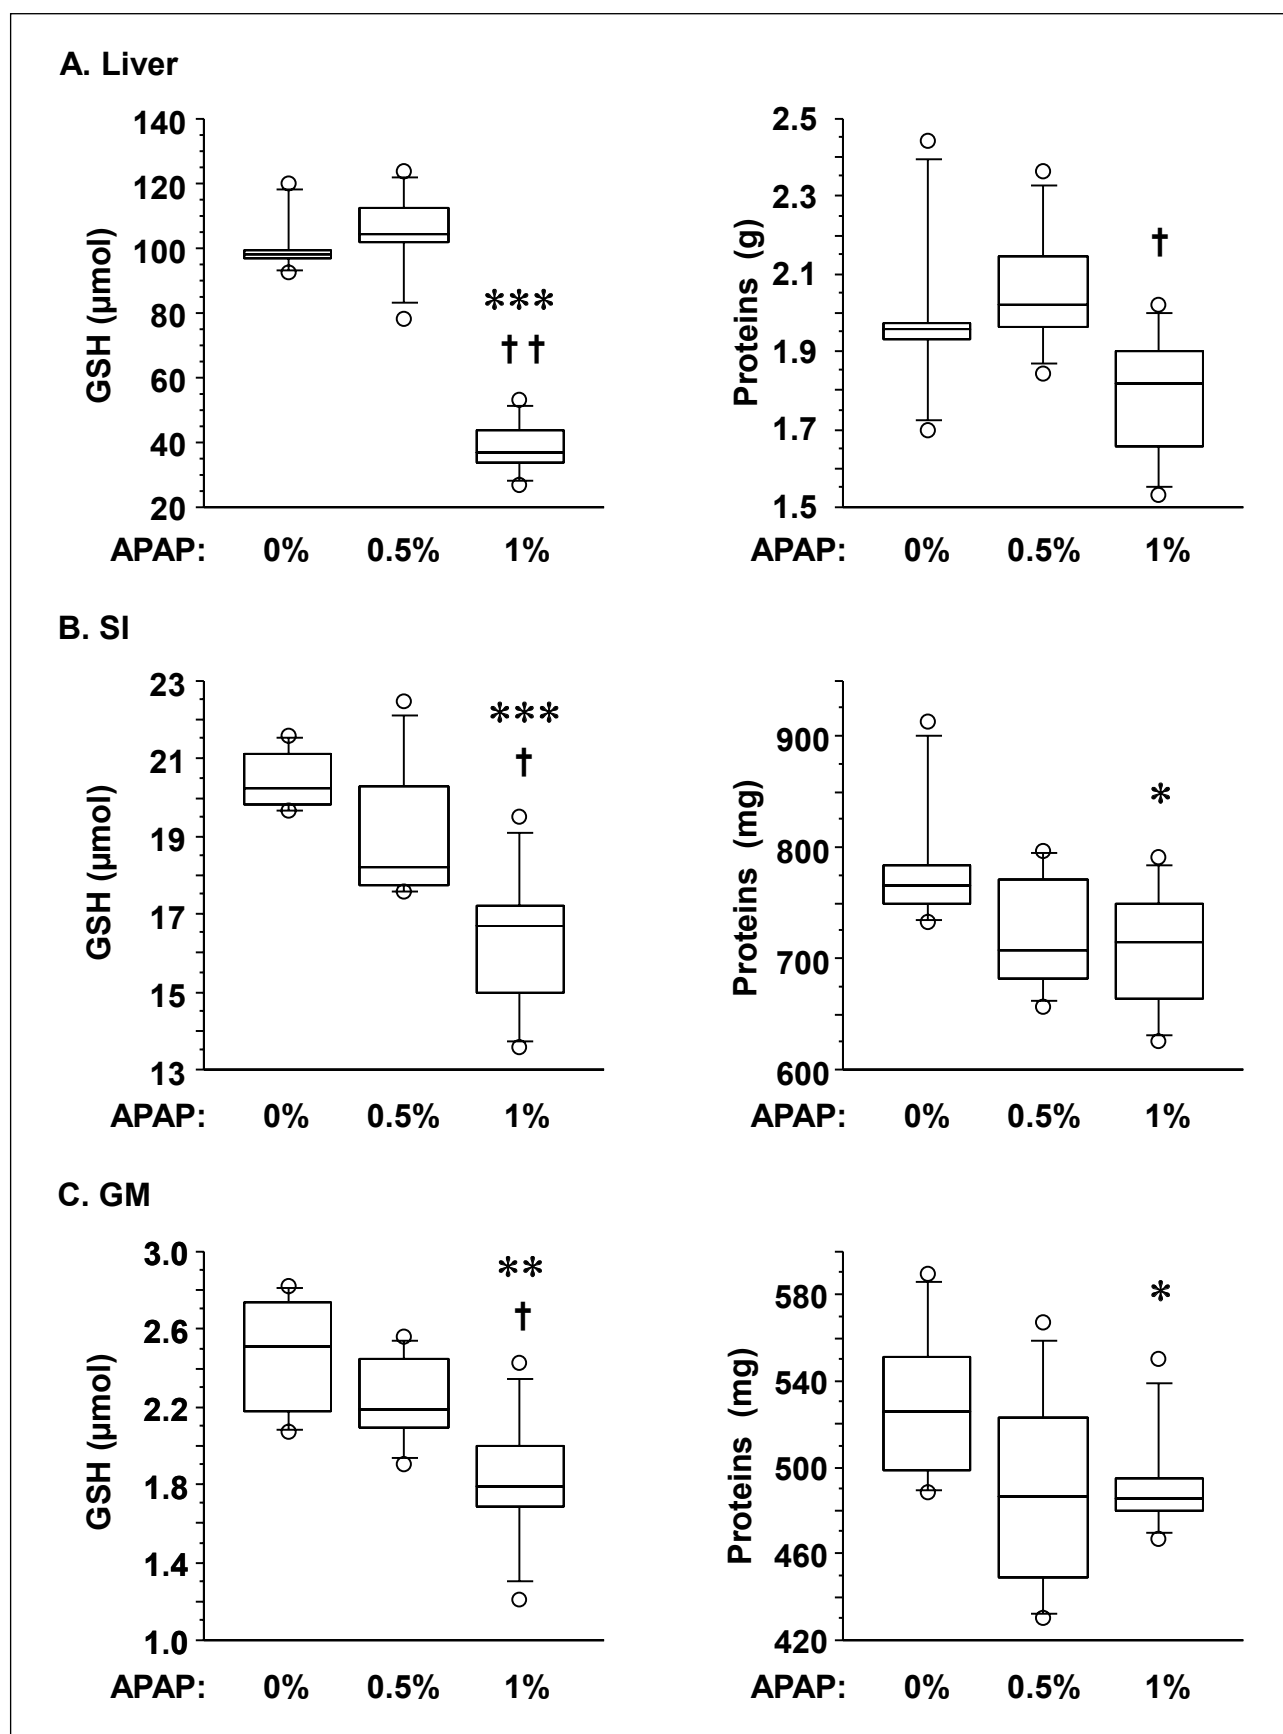 A. Liver
GSH (µmol)
140
120
100
80
60
40
20
***
††
APAP: 0% 0.5% 1%
Proteins (g)
2.5
2.3
2.1
1.9
1.7
1.5
†
APAP: 0% 0.5% 1%
B. SI
GSH (µmol)
23
21
19
17
15
13
***
†
APAP: 0% 0.5% 1%
Proteins (mg)
900
800
700
600
*
APAP: 0% 0.5% 1%
C. GM
GSH (µmol)
3.0
2.6
2.2
1.8
1.4
1.0
**
†
APAP: 0% 0.5% 1%
Proteins (mg)
580
540
500
460
420
*
APAP: 0% 0.5% 1%